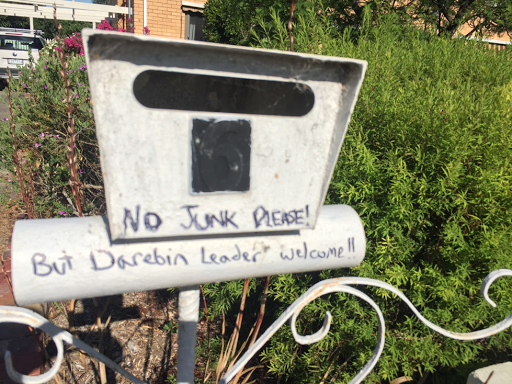 NO JUNK PLEASE!
But Darebin Leader welcome!!